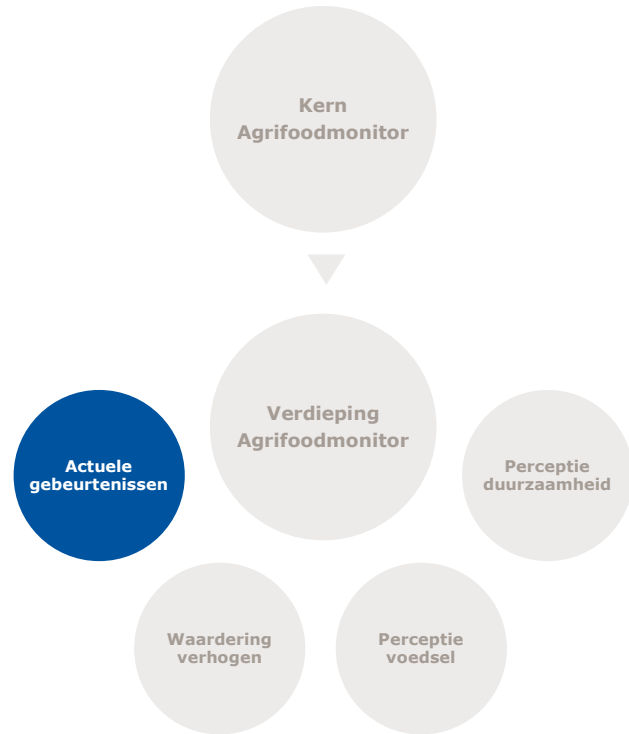 Kern
Agrifoodmonitor
Verdieping
Agrifoodmonitor
Actuele
gebeurtenissen
Perceptie
duurzaamheid
Waardering
verhogen
Perceptie
voedsel